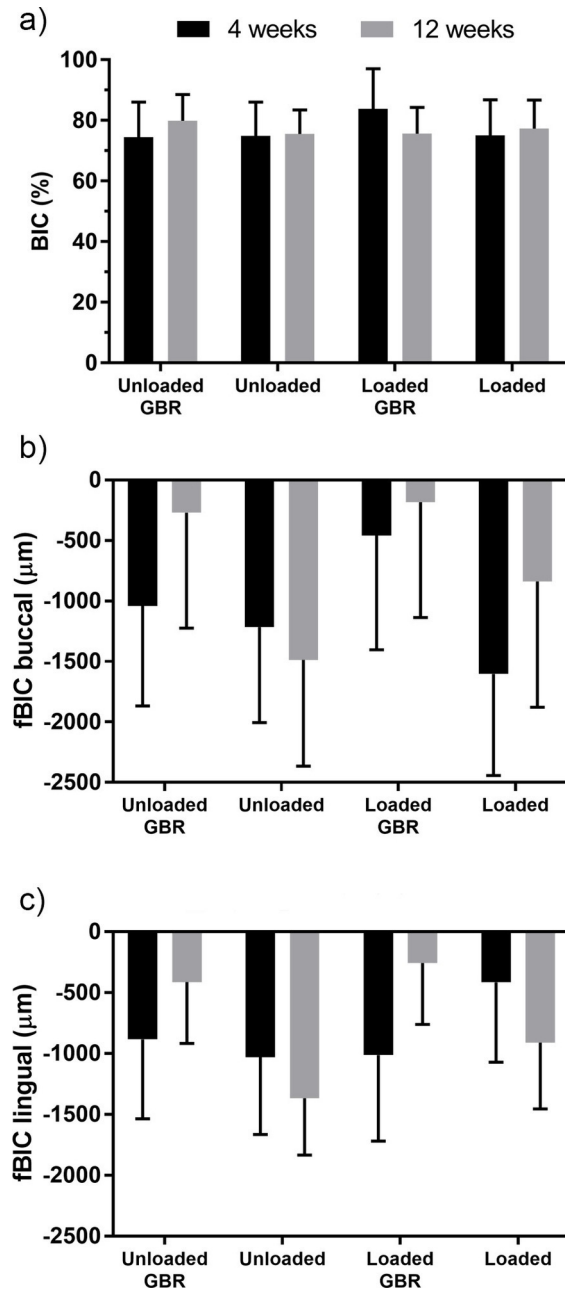 a)
4 weeks
12 weeks
BIC (%)
100
80
60
40
20
0
Unloaded GBR
Unloaded
Loaded GBR
Loaded
b)
fBIC buccal (μm)
0
-500
-1000
-1500
-2000
-2500
Unloaded GBR
Unloaded
Loaded GBR
Loaded
c)
fBIC lingual (μm)
0
-500
-1000
-1500
-2000
-2500
Unloaded GBR
Unloaded
Loaded GBR
Loaded